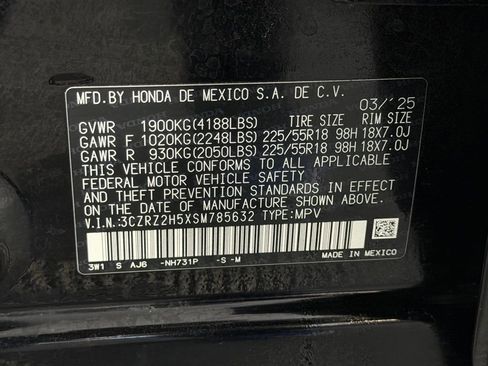 MFD.BY HONDA DE MEXICO S.A. DE C.V.
03/'25
GVWR 1900KG(4188LBS) TIRE SIZE RIM SIZE
GAWR F 1020KG(2248LBS) 225/55R18 98H 18X7.0J
GAWR R 930KG(2050LBS) 225/55R18 98H 18X7.0J
THIS VEHICLE CONFORMS TO ALL APPLICABLE
FEDERAL MOTOR VEHICLE SAFETY
AND THEFT PREVENTION STANDARDS IN EFFECT
ON THE DATE OF MANUFACTURE SHOWN ABOVE.
V.I.N.:3CZRZ2H5XSM785632 TYPE:MPV
3W1 S AJ6 -NH731P -S -M
MADE IN MEXICO